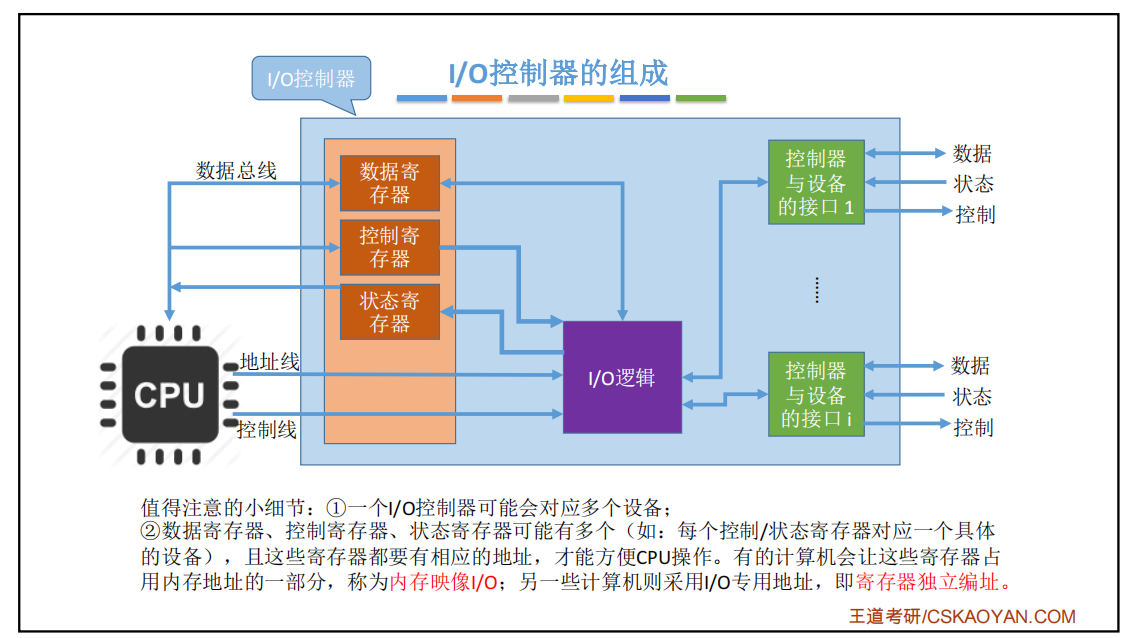 I/O控制器的组成
I/O控制器
数据总线
数据寄
存器
控制寄
存器
状态寄
存器
CPU
地址线
控制线
I/O逻辑
控制器
与设备
的接口 1
数据
状态
控制
……
控制器
与设备
的接口 i
数据
状态
控制
值得注意的小细节：①一个I/O控制器可能会对应多个设备；
②数据寄存器、控制寄存器、状态寄存器可能有多个（如：每个控制/状态寄存器对应一个具体
的设备），且这些寄存器都要有相应的地址，才能方便CPU操作。有的计算机会让这些寄存器占
用内存地址的一部分，称为内存映像I/O；另一些计算机则采用I/O专用地址，即寄存器独立编址。
王道考研/CSKAOYAN.COM